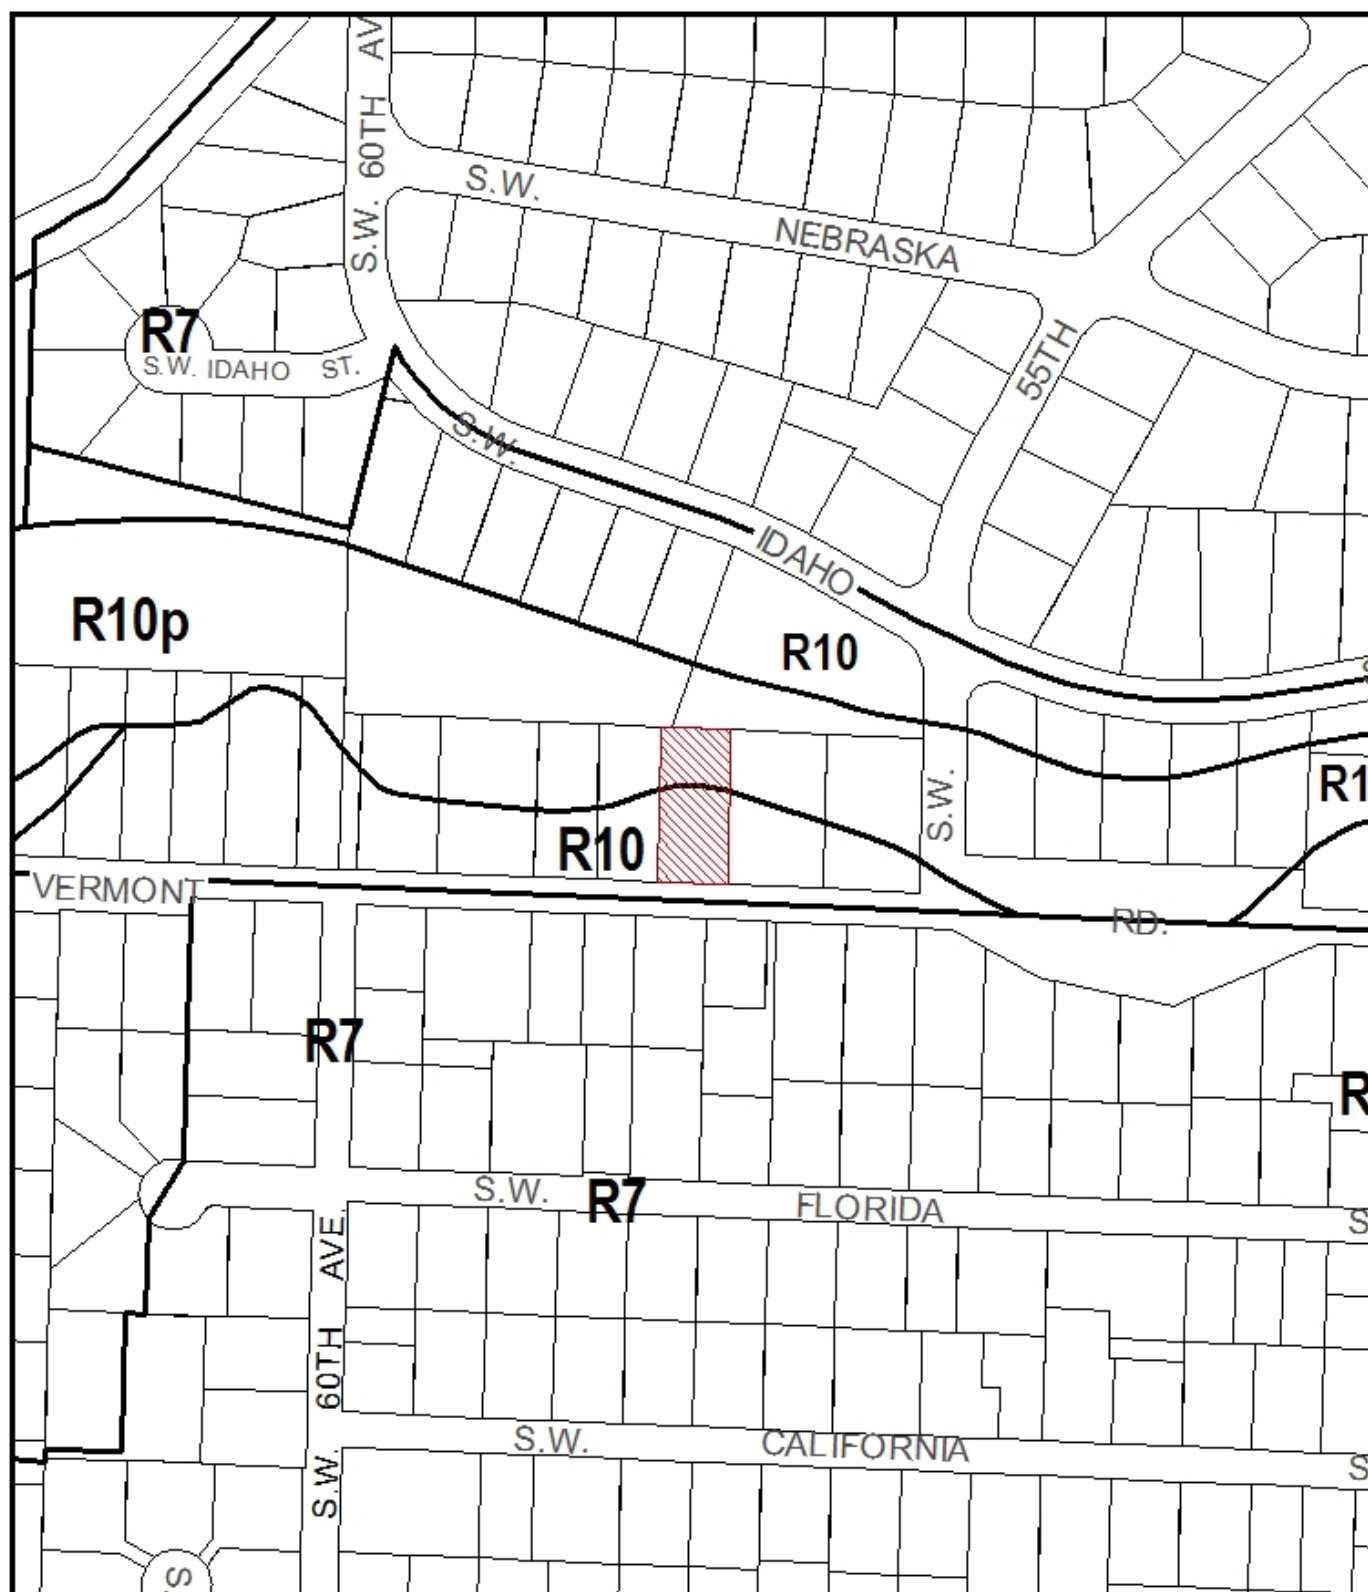 S.W. 60TH AV
S.W.
NEBRASKA
R7
S.W. IDAHO ST.
55TH
S.W.
IDAHO
R10p
R10
R1
S.W.
R10
VERMONT
RD.
R7
R
S.W.
R7
FLORIDA
S
S.W. 60TH AVE
S.W.
CALIFORNIA
S
S.